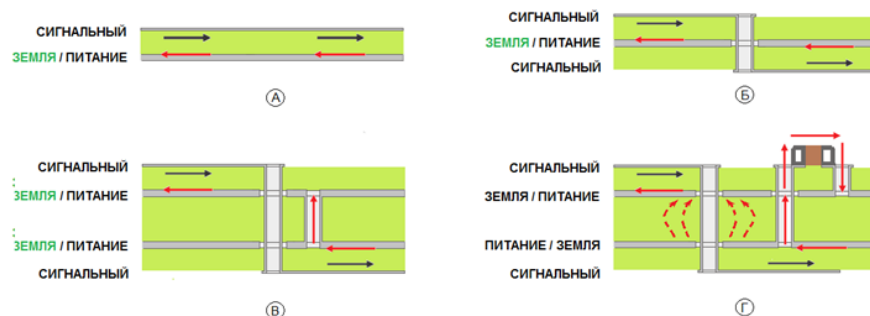 СИГНАЛЬНЫЙ
ЗЕМЛЯ / ПИТАНИЕ
А
СИГНАЛЬНЫЙ
ЗЕМЛЯ / ПИТАНИЕ
СИГНАЛЬНЫЙ
Б
СИГНАЛЬНЫЙ
ЗЕМЛЯ / ПИТАНИЕ
ЗЕМЛЯ / ПИТАНИЕ
СИГНАЛЬНЫЙ
В
СИГНАЛЬНЫЙ
ЗЕМЛЯ / ПИТАНИЕ
ПИТАНИЕ / ЗЕМЛЯ
СИГНАЛЬНЫЙ
Г